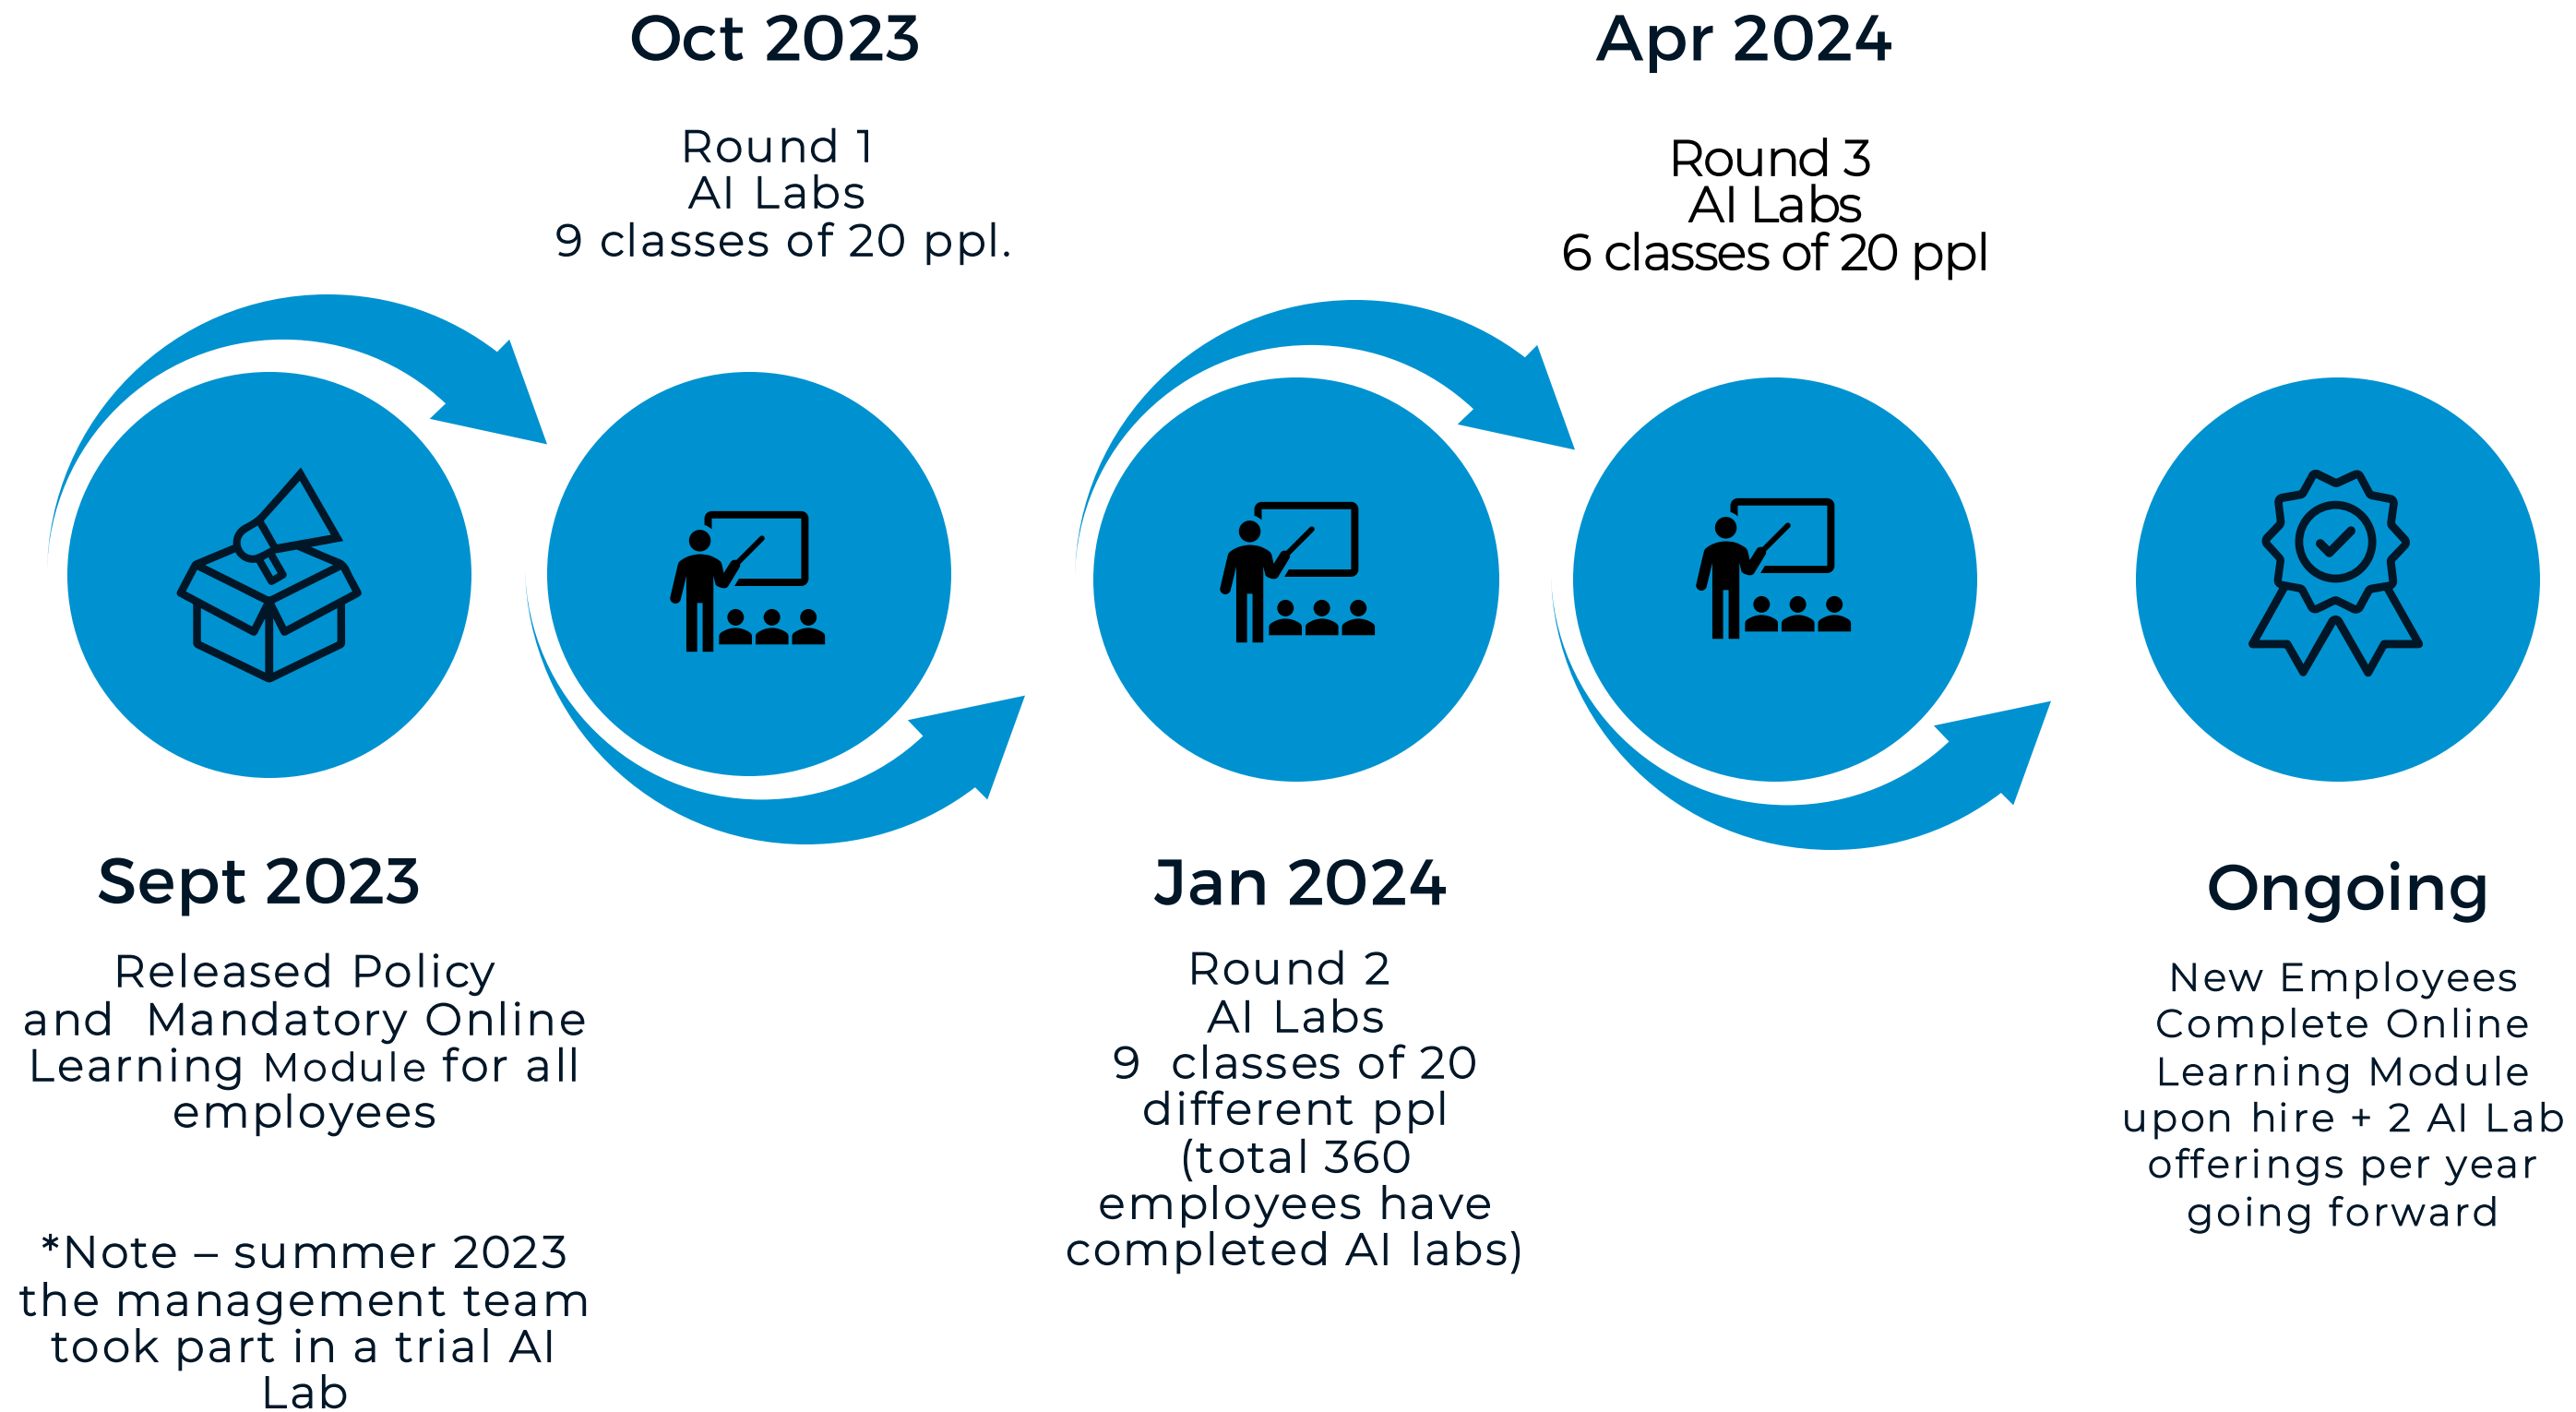 Sept 2023
Released Policy
and Mandatory Online
Learning Module for all
employees
*Note – summer 2023
the management team
took part in a trial AI
Lab
Oct 2023
Round 1
AI Labs
9 classes of 20 ppl.
Jan 2024
Round 2
AI Labs
9 classes of 20
different ppl
(total 360
employees have
completed AI labs)
Apr 2024
Round 3
AI Labs
6 classes of 20 ppl
Ongoing
New Employees
Complete Online
Learning Module
upon hire + 2 AI Lab
offerings per year
going forward